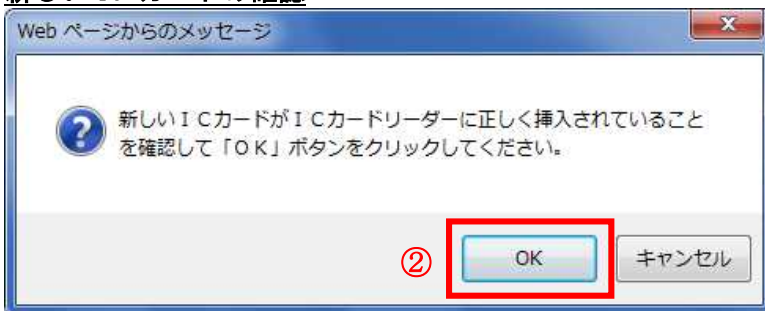 Web ページからのメッセージ
新しいＩＣカードがＩＣカードリーダーに正しく挿入されていること
を確認して「ＯＫ」ボタンをクリックしてください。
②
OK
キャンセル